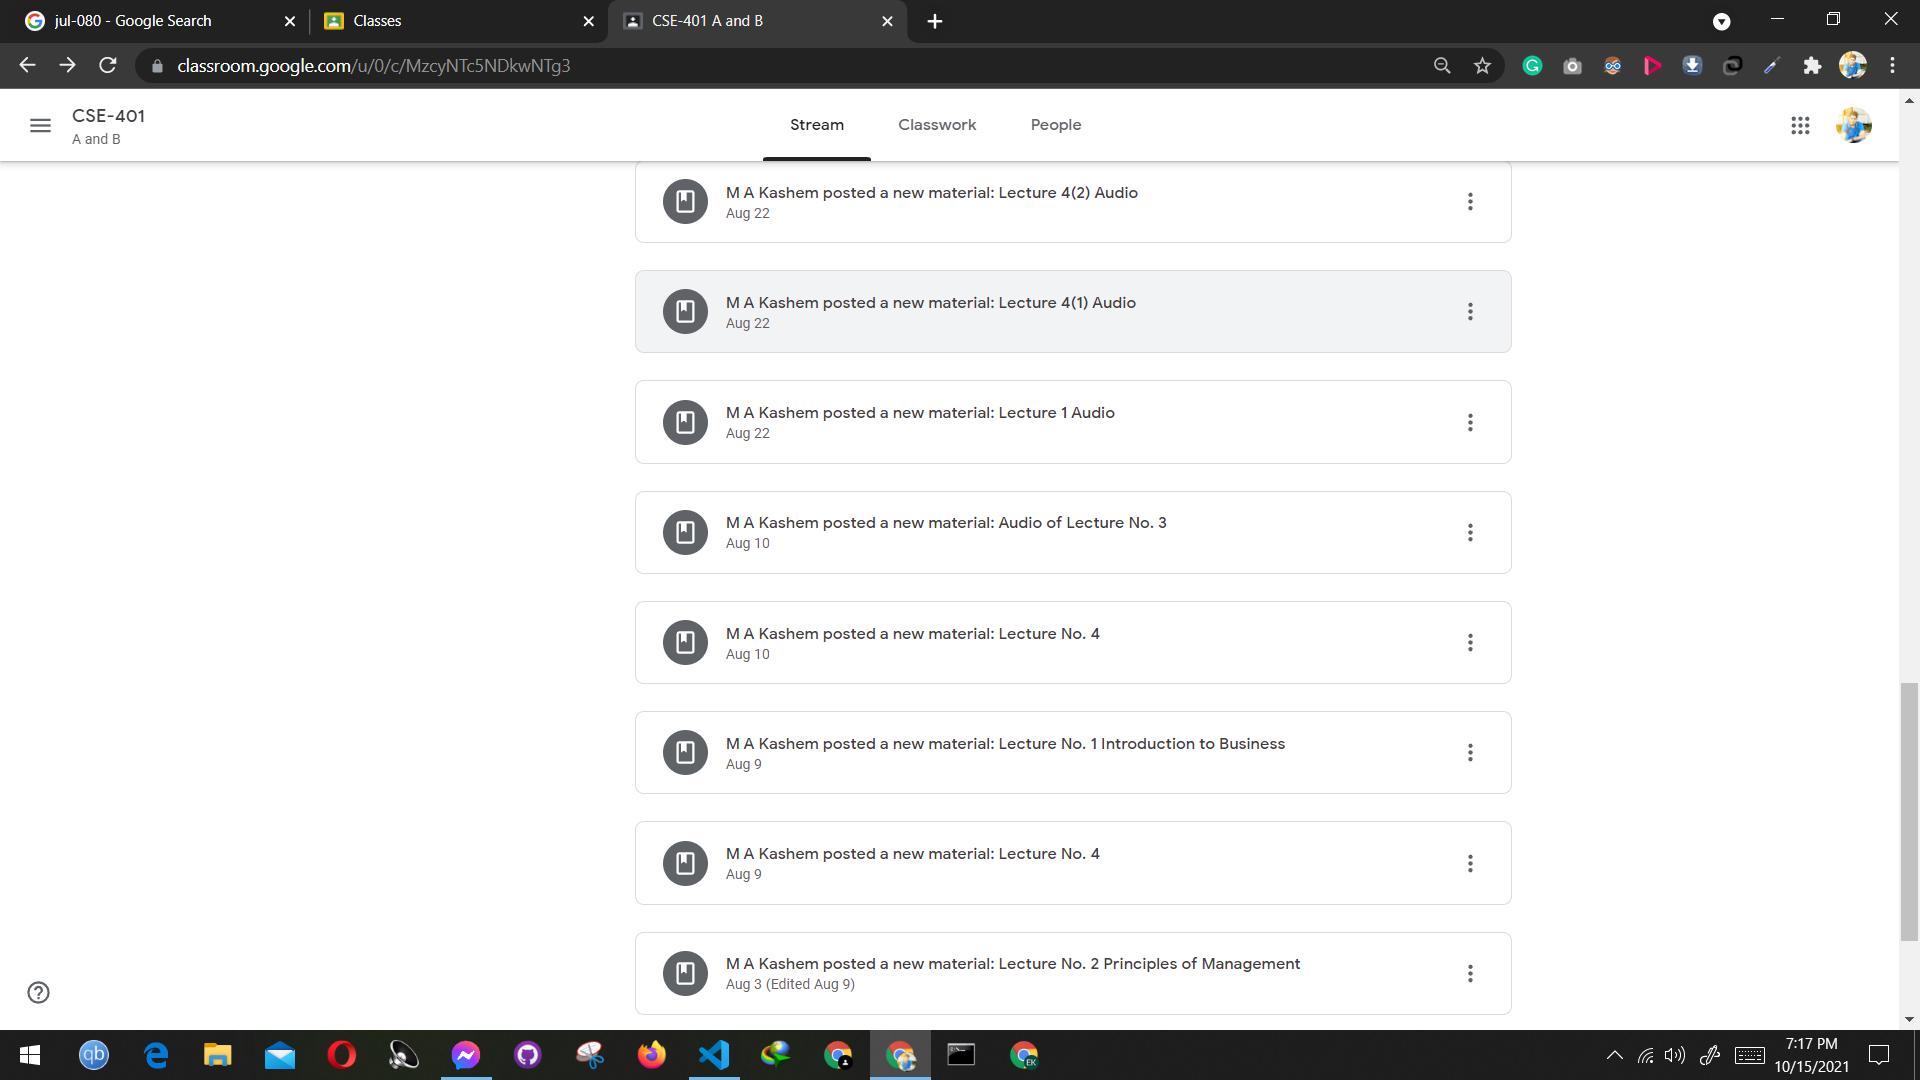 jul-080 - Google Search
Classes
CSE-401 A and B
classroom.google.com/u/0/c/MzcyNTc5NDkwNTg3
CSE-401
A and B
Stream
Classwork
People
M A Kashem posted a new material: Lecture 4(2) Audio
Aug 22
M A Kashem posted a new material: Lecture 4(1) Audio
Aug 22
M A Kashem posted a new material: Lecture 1 Audio
Aug 22
M A Kashem posted a new material: Audio of Lecture No. 3
Aug 10
M A Kashem posted a new material: Lecture No. 4
Aug 10
M A Kashem posted a new material: Lecture No. 1 Introduction to Business
Aug 9
M A Kashem posted a new material: Lecture No. 4
Aug 9
M A Kashem posted a new material: Lecture No. 2 Principles of Management
Aug 3 (Edited Aug 9)
qb
EK
7:17 PM
10/15/2021